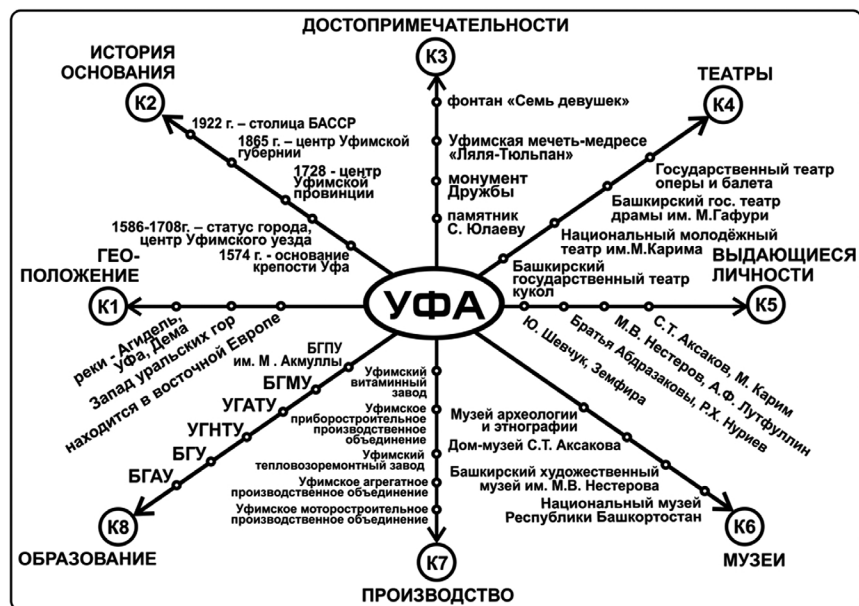 ДОСТОПРИМЕЧАТЕЛЬНОСТИ
К3
ИСТОРИЯ
ОСНОВАНИЯ
К2
ТЕАТРЫ
К4
1922 г. – столица БАССР
1865 г. – центр Уфимской
губернии
1728 - центр
Уфимской
провинции
1586-1708г. – статус города,
центр Уфимского уезда
1574 г. - основание
крепости Уфа
фонтан «Семь девушек»
Уфимская мечеть-медресе
«Ляля-Тюльпан»
монумент
Дружбы
памятник
С. Юлаеву
Государственный театр
оперы и балета
Башкирский гос. театр
драмы им. М.Гафури
Национальный молодёжный
театр им.М.Карима
Башкирский
государственный театр
кукол
ГЕО-
ПОЛОЖЕНИЕ
К1
УФА
ВЫДАЮЩИЕСЯ
ЛИЧНОСТИ
К5
реки - Агидель,
уФа, Дема
Запад уральских гор
находится в восточной Европе
Ю. Шевчук, Земфира
Братья Абдразаковы, Р.Х. Нуриев
М.В. Нестеров, А.Ф. Лутфуллин
С.Т. Аксаков, М. Карим
БГПУ
им. М . Акмуллы
БГМУ
УГАТУ
УГНТУ
БГУ
БГАУ
К8
ОБРАЗОВАНИЕ
Уфимский
витаминный
завод
Уфимское
приборостроительное
производственное
объединение
Уфимский
тепловозоремонтный завод
Уфимское агрегатное
производственное объединение
Уфимское моторостроительное
производственное объединение
К7
ПРОИЗВОДСТВО
Музей археологии
и этнографии
Дом-музей С.Т. Аксакова
Башкирский художественный
музей им. М.В. Нестерова
Национальный музей
Республики Башкортостан
К6
МУЗЕИ